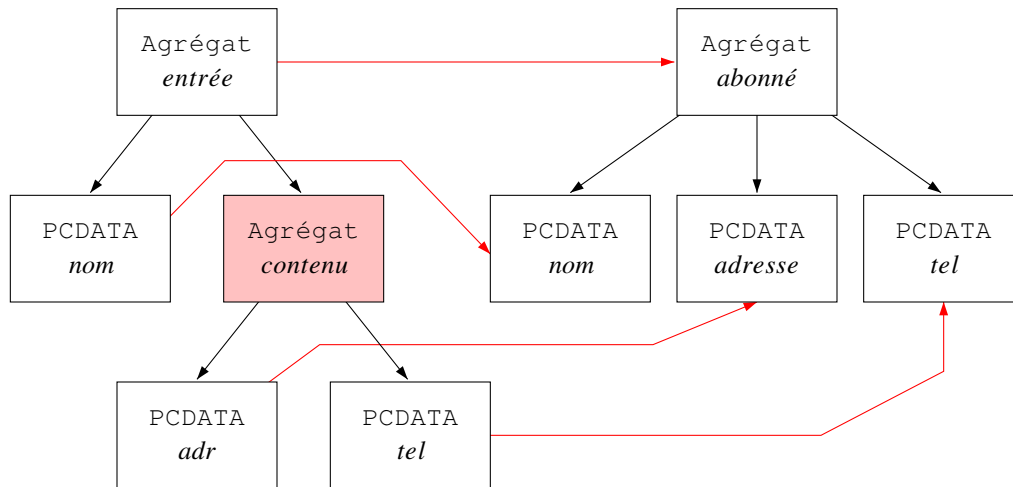 Agrégat
entrée
Agrégat
abonné
PCDATA
nom
Agrégat
contenu
PCDATA
nom
PCDATA
adresse
PCDATA
tel
PCDATA
adr
PCDATA
tel